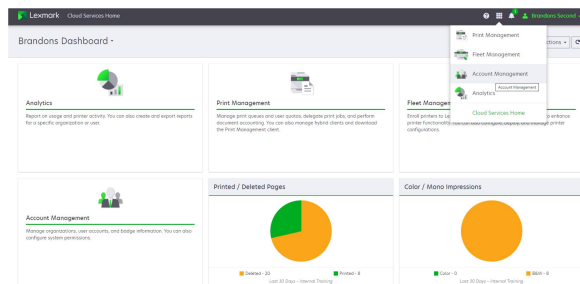 Lexmark Cloud Services Home
1 Brandons Second
Brandons Dashboard
Print Management
Fleet Management
Account Management
Account Management
Analytics
Cloud Services Home
ctions
Analytics
Report on usage and printer activity. You can also create and export reports
for a specific organization or user.
Print Management
Manage print queues and user quotas, delegate print jobs, and perform
document accounting. You can also manage hybrid clients and download
the Print Management client.
Fleet Manage
Enroll printers to Le
o enhance
printer functionality. You can also configure, deploy, and manage printer
configurations.
Account Management
Manage organizations, user accounts, and badge information. You can also
configure system permissions.
Printed / Deleted Pages
Deleted - 20 Printed - 8
Last 30 Days - Internal Training
Color / Mono Impressions
Color - 0 B&W - 8
Last 30 Days - Internal Training